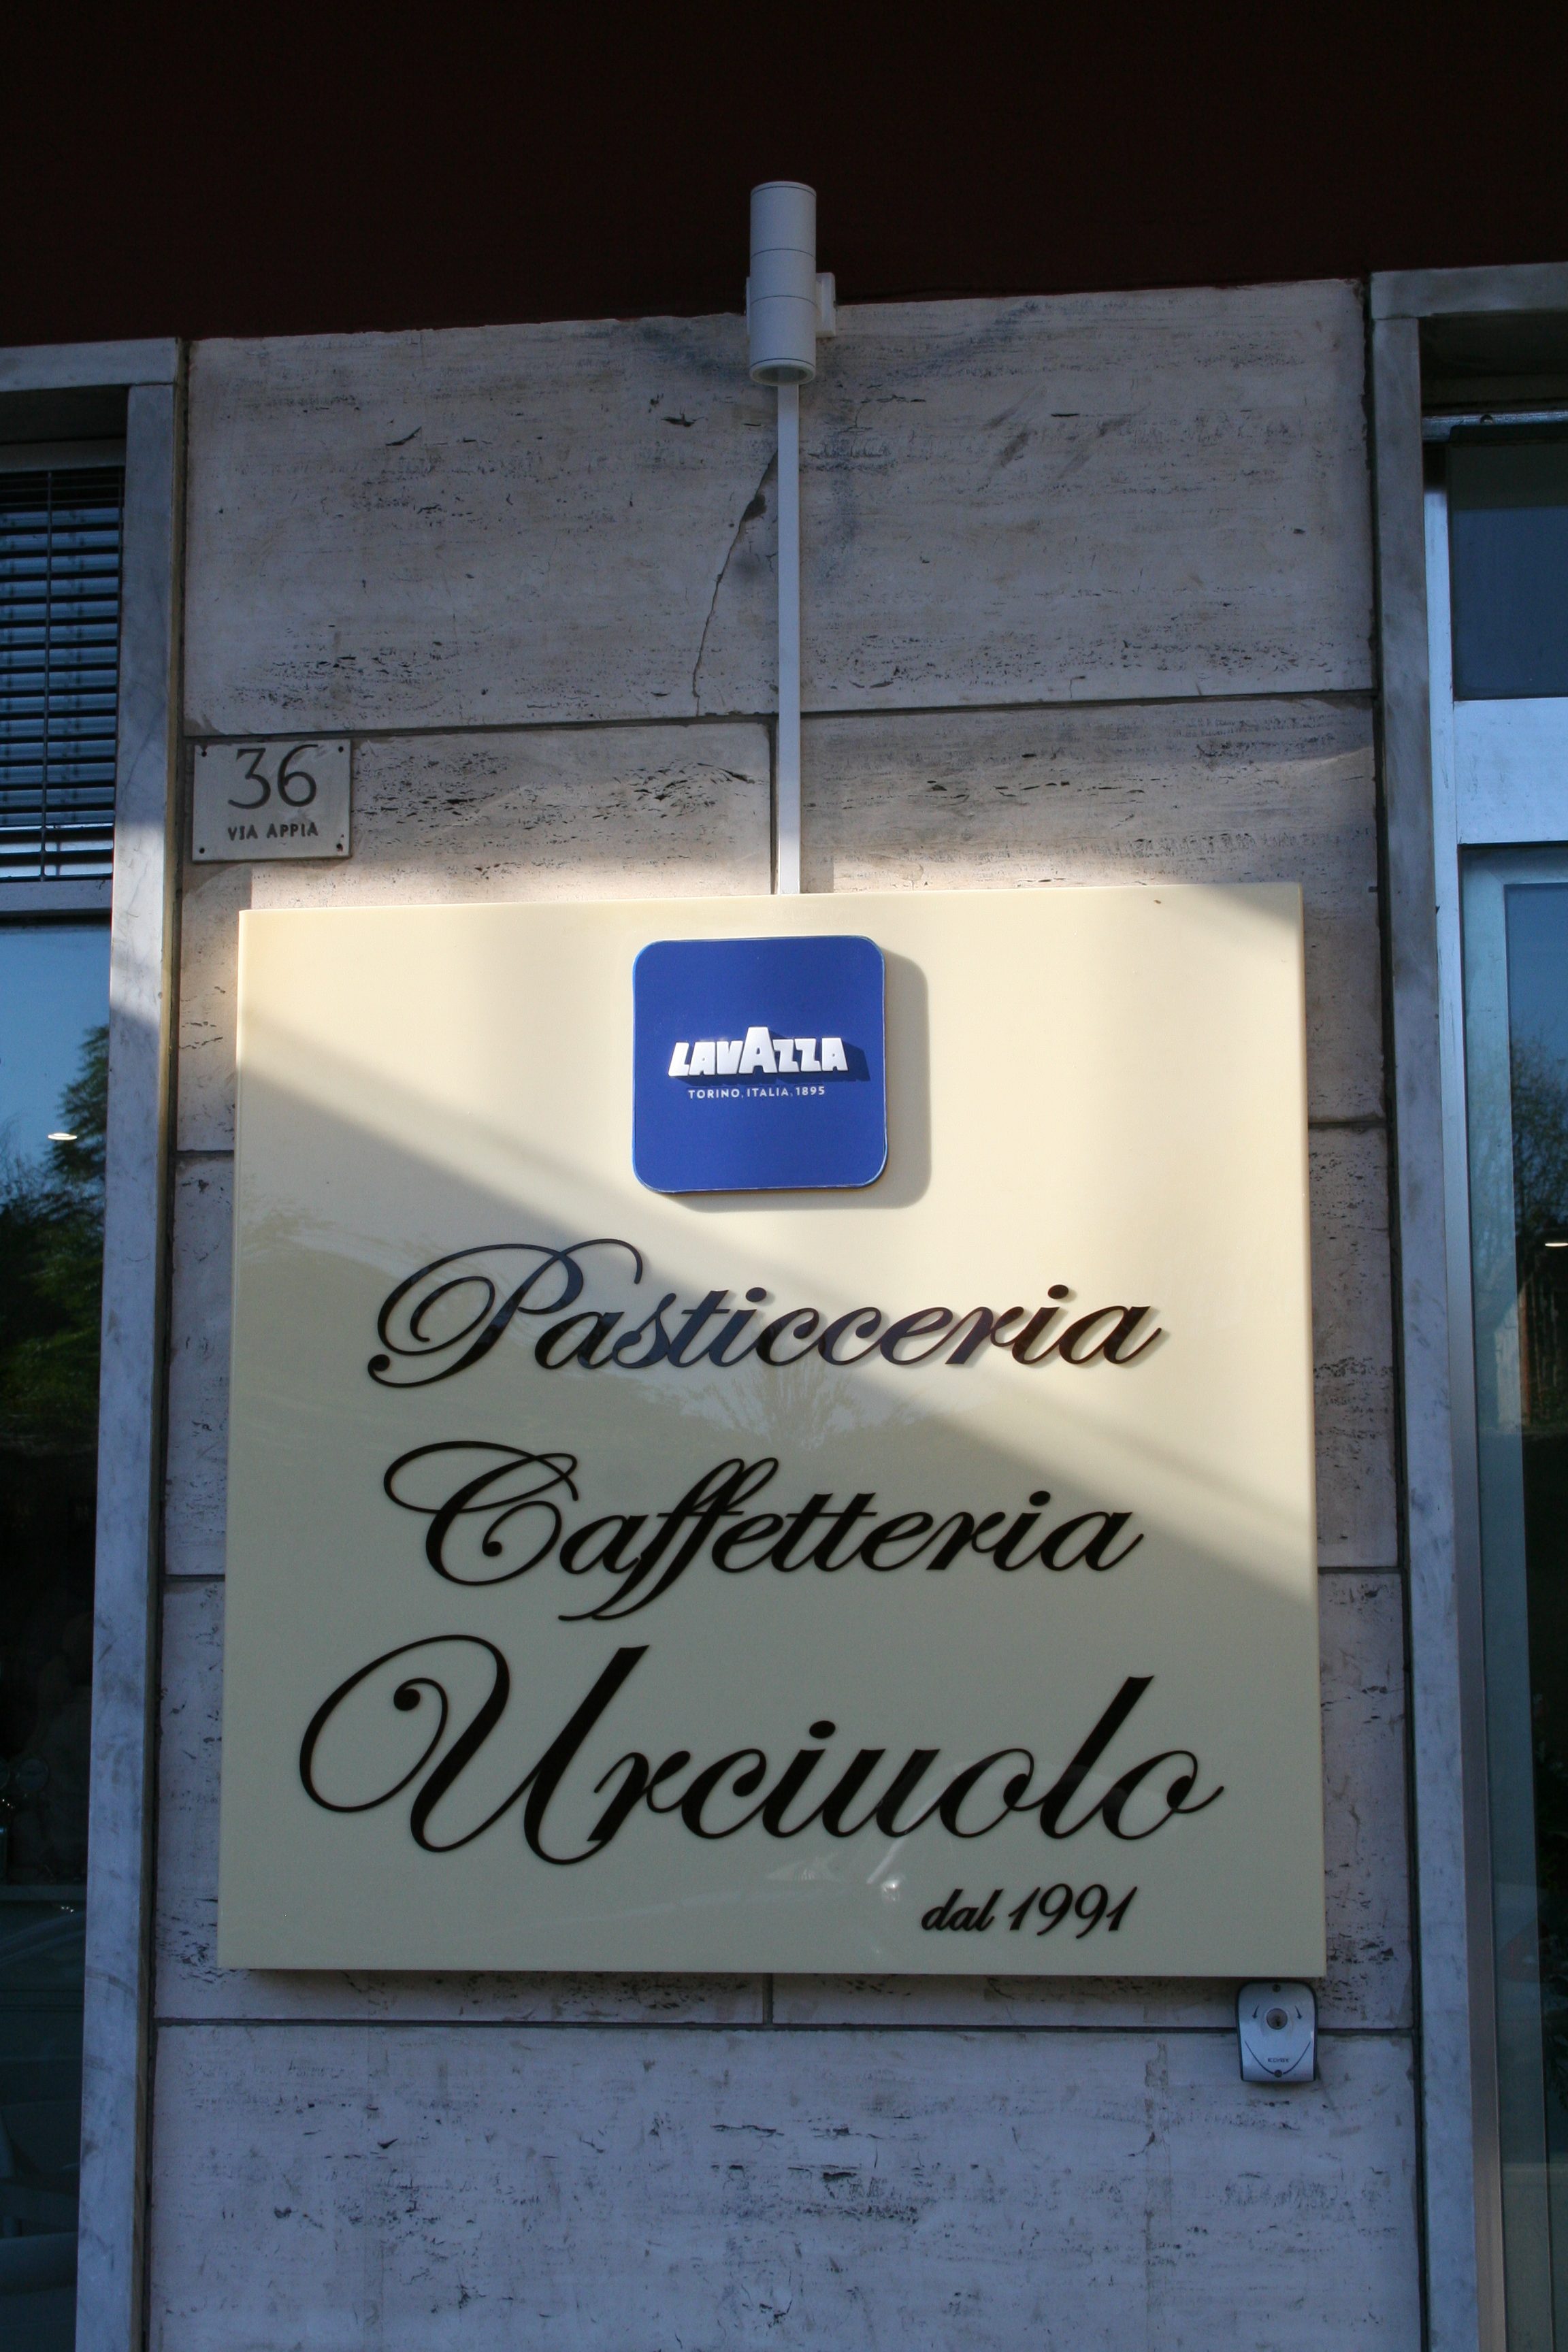 36
VIA APPIA
LAVAZZA
TORINO, ITALIA, 1895
Pasticceria
Caffetteria
Urciuolo
dal 1991